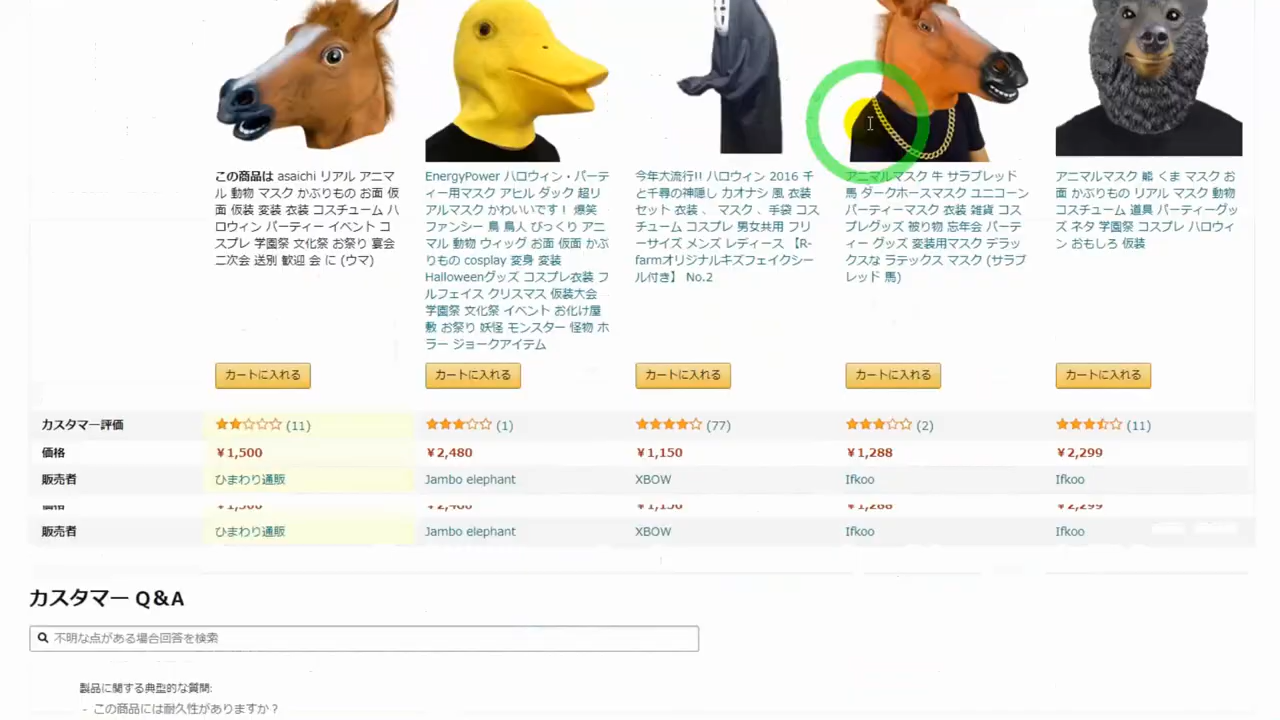 この商品は asaichi リアル アニマ
ル 動物 マスク かぶりもの お面 仮
面 仮装 変装 衣装 コスチューム ハ
ロウィン パーティー イベント コ
スプレ 学園祭 文化祭 お祭り 宴会
二次会 送別 歓迎 会 に (ウマ)
EnergyPower ハロウィン・パーテ
ィー用マスク アヒル ダック 超リ
アルマスク かわいいです！ 爆笑
ファンシー 鳥 鳥人 びっくり アニ
マル 動物 ウィッグ お面 仮面 かぶ
りもの cosplay 変身 変装
Halloweenグッズ コスプレ衣装 フ
ルフェイス クリスマス 仮装大会
学園祭 文化祭 イベント お化け屋
敷 お祭り 妖怪 モンスター 怪物 ホ
ラー ジョークアイテム
今年大流行!! ハロウィン 2016 千
と千尋の神隠し カオナシ 風 衣装
セット 衣装 、 マスク 、手袋 コス
チューム コスプレ 男女共用 フリ
ーサイズ メンズ レディース 【R-
farmオリジナルキズフェイクシー
ル付き】 No.2
アニマルマスク 牛 サラブレッド
馬 ダークホースマスク ユニコーン
パーティーマスク 衣装 雑貨 コス
プレグッズ 被り物 忘年会 パーテ
ィー グッズ 変装用マスク デラッ
クスな ラテックス マスク (サラブ
レッド 馬)
アニマルマスク 熊 くま マスク お
面 かぶりもの リアル マスク 動物
コスチューム 道具 パーティーグッ
ズ ネタ 学園祭 コスプレ ハロウィ
ン おもしろ 仮装
カートに入れる カートに入れる カートに入れる カートに入れる カートに入れる
カスタマー評価 (11) (1) (77) (2) (11)
価格 ￥1,500 ￥2,480 ￥1,150 ￥1,288 ￥2,299
販売者 ひまわり通販 Jambo elephant XBOW Ifkoo Ifkoo
価格 ￥1,500 ￥2,480 ￥1,150 ￥1,288 ￥2,299
販売者 ひまわり通販 Jambo elephant XBOW Ifkoo Ifkoo
カスタマー Q&A
不明な点がある場合回答を検索
製品に関する典型的な質問:
- この商品には耐久性がありますか？